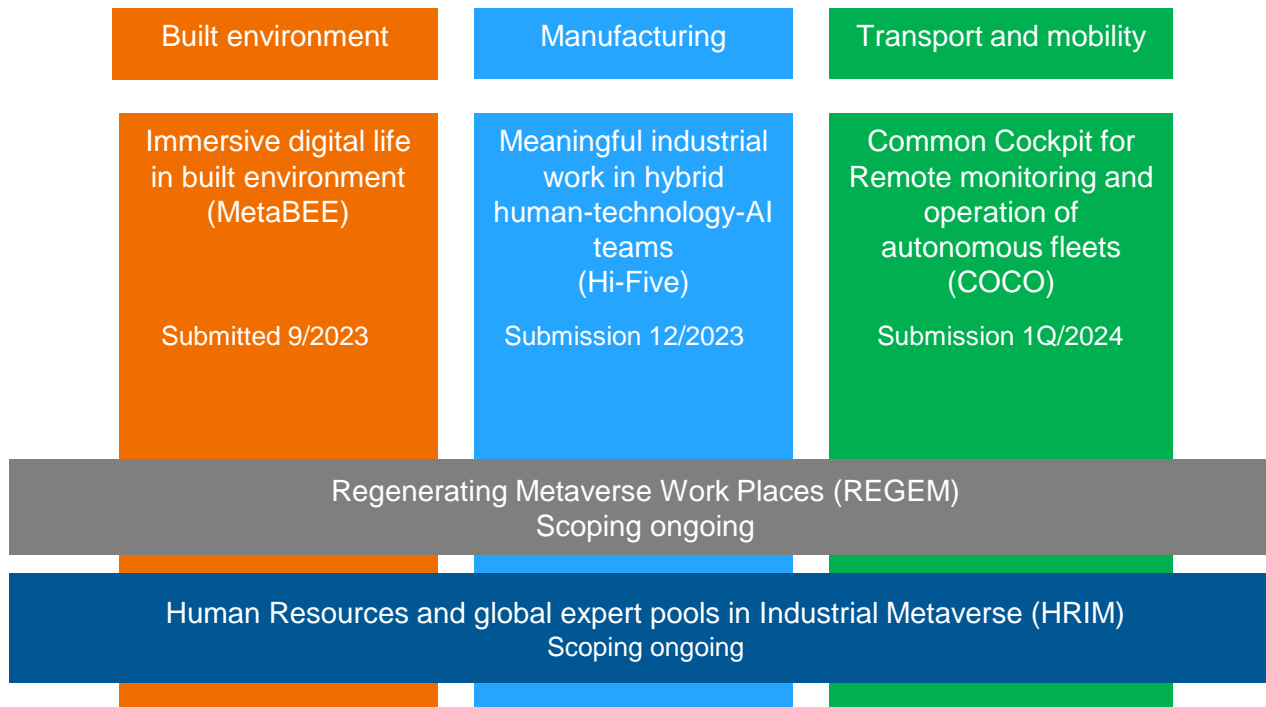 Built environment
Manufacturing
Transport and mobility
Immersive digital life
in built environment
(MetaBEE)
Submitted 9/2023
Meaningful industrial
work in hybrid
human-technology-AI
teams
(Hi-Five)
Submission 12/2023
Common Cockpit for
Remote monitoring and
operation of
autonomous fleets
(COCO)
Submission 1Q/2024
Regenerating Metaverse Work Places (REGEM)
Scoping ongoing
Human Resources and global expert pools in Industrial Metaverse (HRIM)
Scoping ongoing